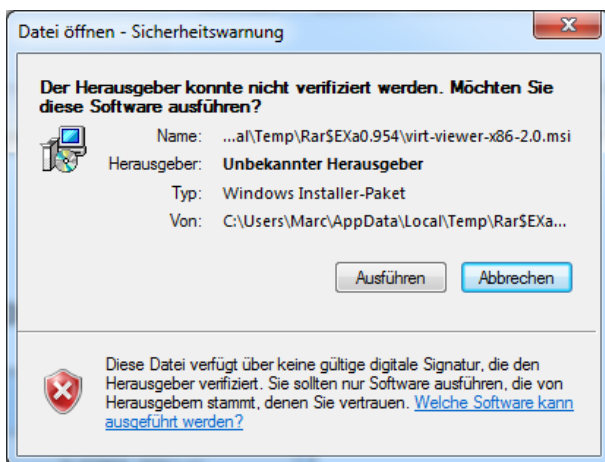 Datei öffnen - Sicherheitswarnung
Der Herausgeber konnte nicht verifiziert werden. Möchten Sie
diese Software ausführen?
Name: ...al\Temp\Rar$EXa0.954\virt-viewer-x86-2.0.msi
Herausgeber: Unbekannter Herausgeber
Typ: Windows Installer-Paket
Von: C:\Users\Marc\AppData\Local\Temp\Rar$EXa...
Ausführen Abbrechen
Diese Datei verfügt über keine gültige digitale Signatur, die den
Herausgeber verifiziert. Sie sollten nur Software ausführen, die von
Herausgebern stammt, denen Sie vertrauen. Welche Software kann
ausgeführt werden?